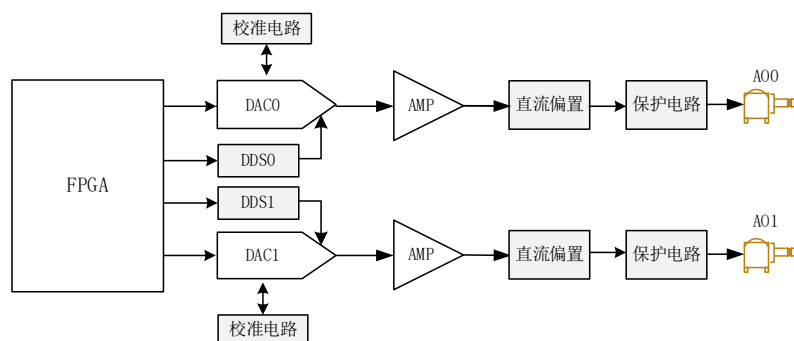 校准电路
AO0
DAC0
AMP
直流偏置
保护电路
DDS0
FPGA
DDS1
AO1
DAC1
AMP
直流偏置
保护电路
校准电路